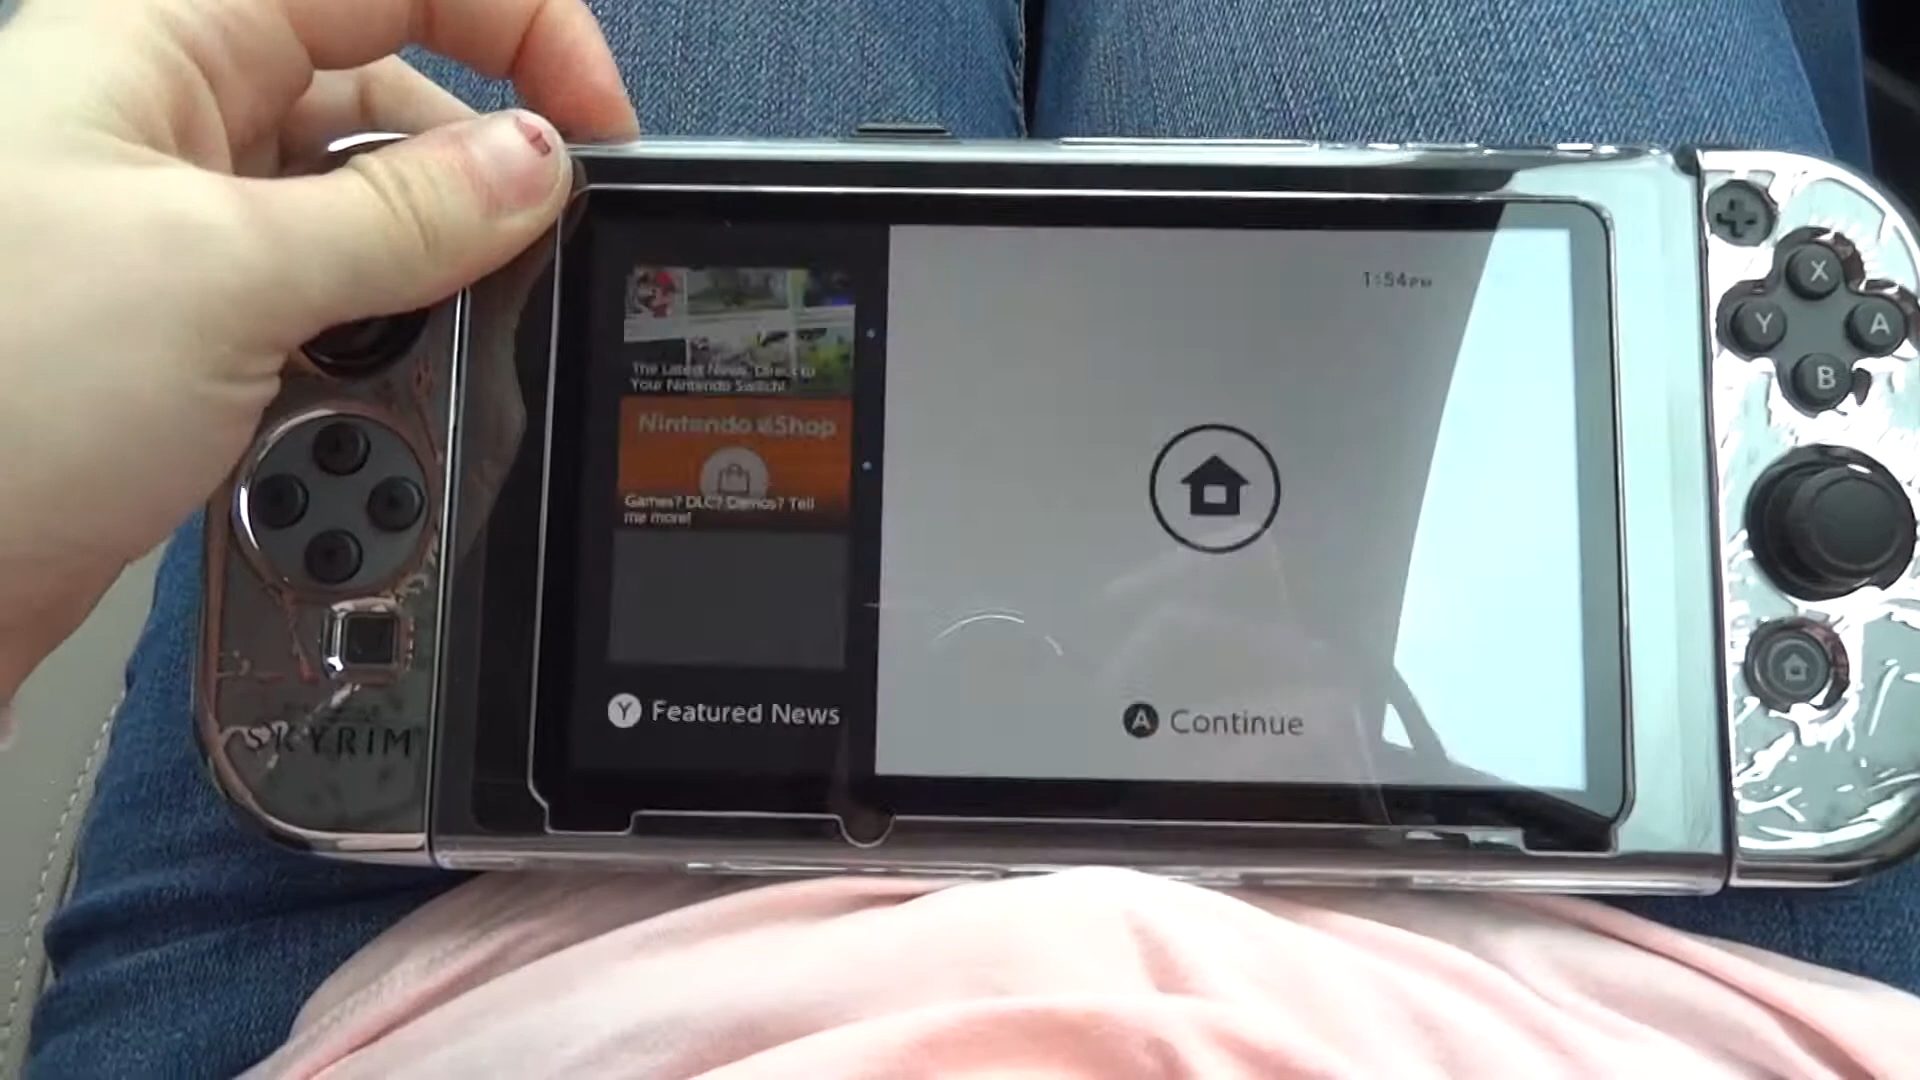 1:54PM
The Latest News, Direct to
Your Nintendo Switch!
Nintendo eShop
Games? DLC? Demos? Tell
me more!
Y Featured News
A Continue
X
Y
A
B
SKYRIM